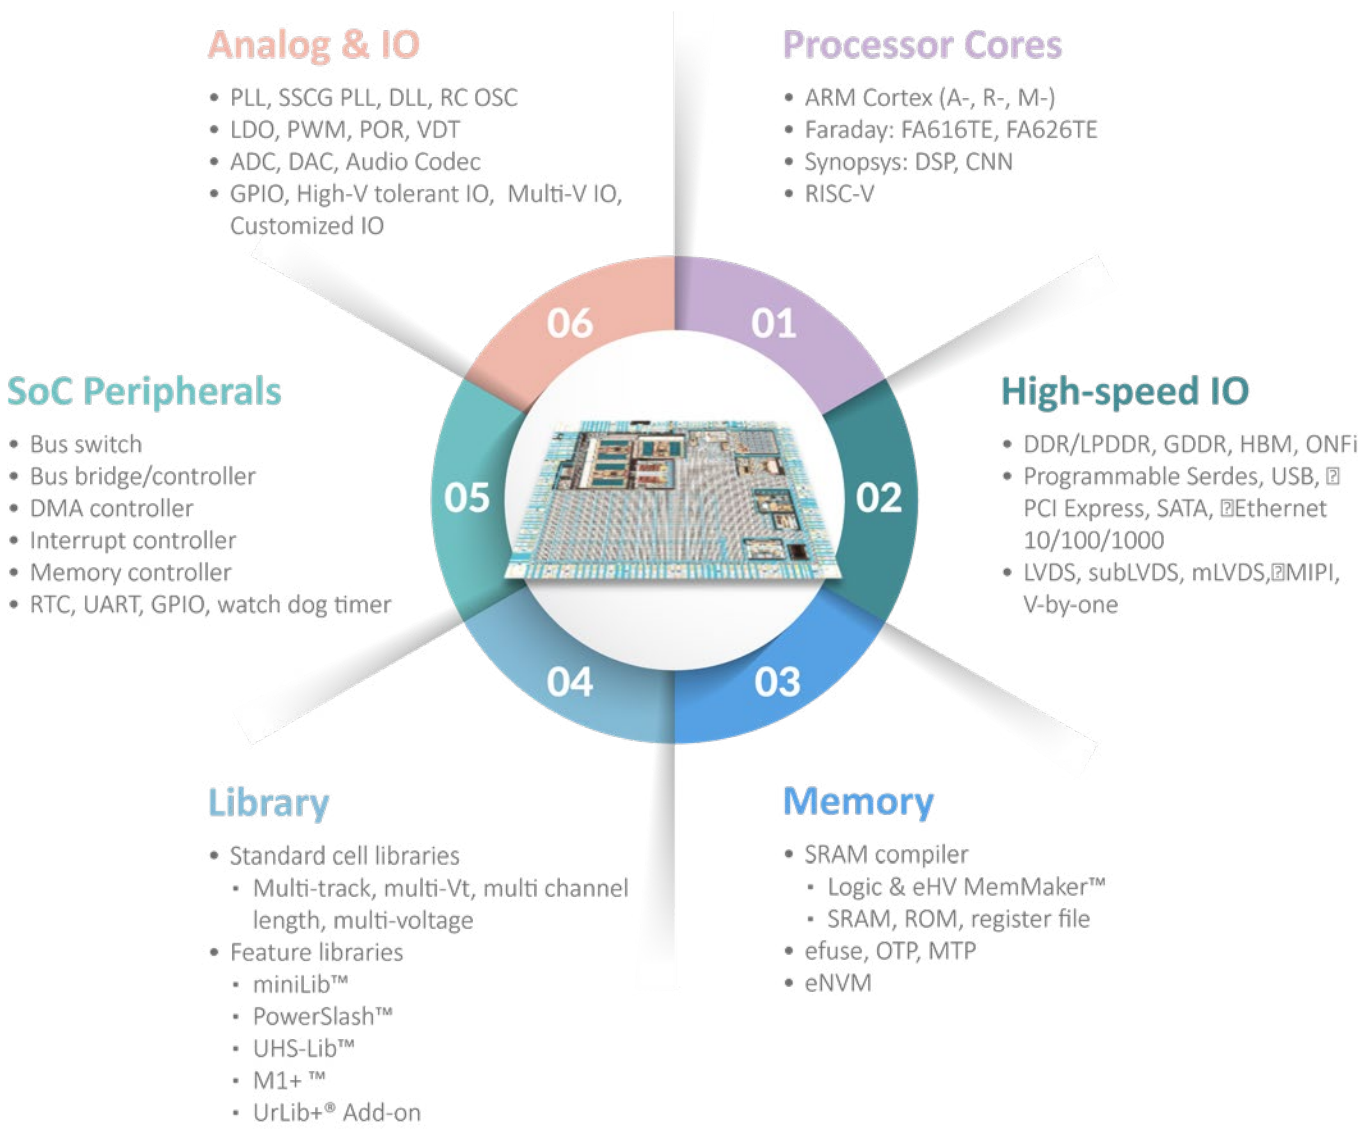 Analog & IO
• PLL, SSCG PLL, DLL, RC OSC
• LDO, PWM, POR, VDT
• ADC, DAC, Audio Codec
• GPIO, High-V tolerant IO, Multi-V IO,
Customized IO
Processor Cores
• ARM Cortex (A-, R-, M-)
• Faraday: FA616TE, FA626TE
• Synopsys: DSP, CNN
• RISC-V
06
01
SoC Peripherals
• Bus switch
• Bus bridge/controller
• DMA controller
• Interrupt controller
• Memory controller
• RTC, UART, GPIO, watch dog timer
05
02
High-speed IO
• DDR/LPDDR, GDDR, HBM, ONFi
• Programmable Serdes, USB, ⍰
PCI Express, SATA, ⍰Ethernet
10/100/1000
• LVDS, subLVDS, mLVDS,⍰MIPI,
V-by-one
04
03
Library
• Standard cell libraries
▪ Multi-track, multi-Vt, multi channel
length, multi-voltage
• Feature libraries
▪ miniLib™
▪ PowerSlash™
▪ UHS-Lib™
▪ M1+ ™
▪ UrLib+® Add-on
Memory
• SRAM compiler
▪ Logic & eHV MemMaker™
▪ SRAM, ROM, register file
• efuse, OTP, MTP
• eNVM